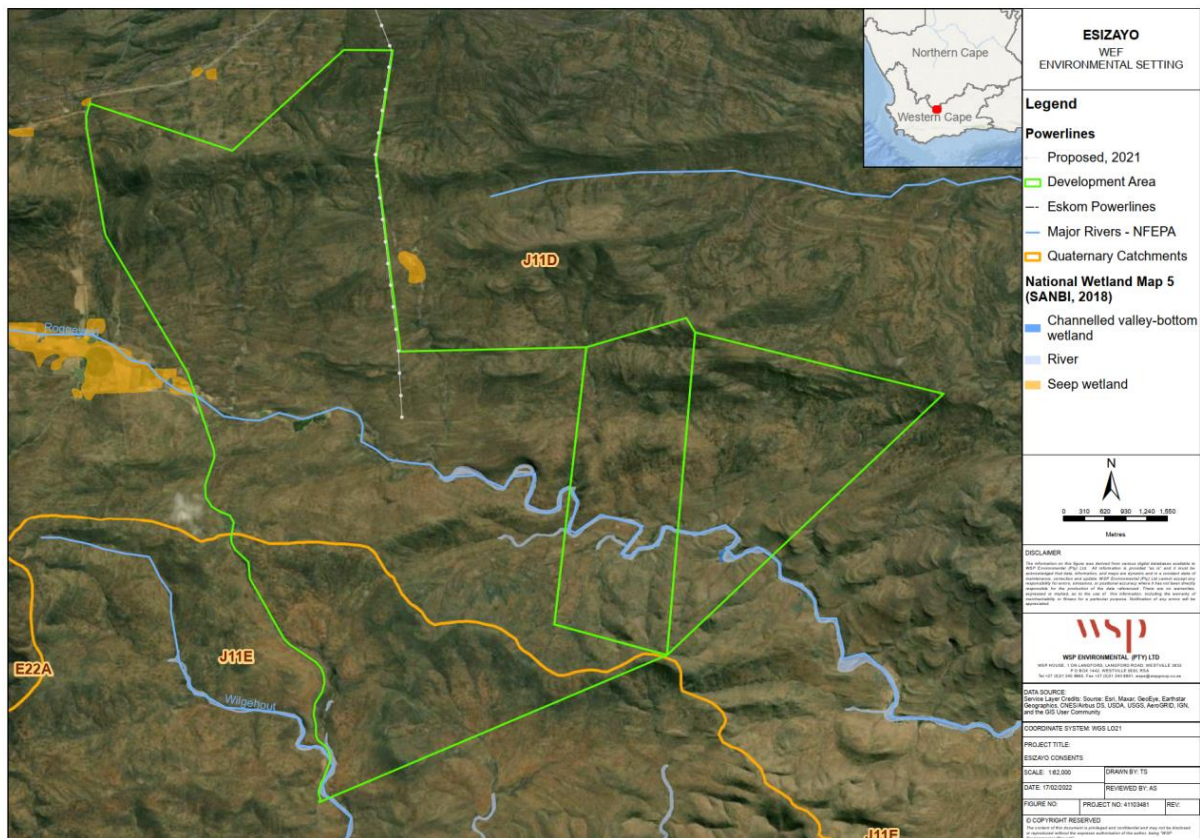 Northern Cape
Western Cape
J11D
Roggeveld
J11E
E22A
Wilgehout
J11F
ESIZAYO
WEF
ENVIRONMENTAL SETTING
Legend
Powerlines
Proposed, 2021
Development Area
Eskom Powerlines
Major Rivers - NFEPA
Quaternary Catchments
National Wetland Map 5
(SANBI, 2018)
Channelled valley-bottom
wetland
River
Seep wetland
N
0 310 620 930 1,240 1,550
Metres
DISCLAIMER
wsp
WSP ENVIRONMENTAL (PTY) LTD
DATA SOURCE:
Service Layer Credits: Source: Esri, Maxar, GeoEye, Earthstar
Geographics, CNES/Airbus DS, USDA, USGS, AeroGRID, IGN,
and the GIS User Community
COORDINATE SYSTEM: WGS LO21
PROJECT TITLE:
ESIZAYO CONSENTS
SCALE: 1:62,000
DRAWN BY: TS
DATE: 17/02/2022
REVIEWED BY: AS
FIGURE NO:
PROJECT NO: 41103481
REV:
© COPYRIGHT RESERVED